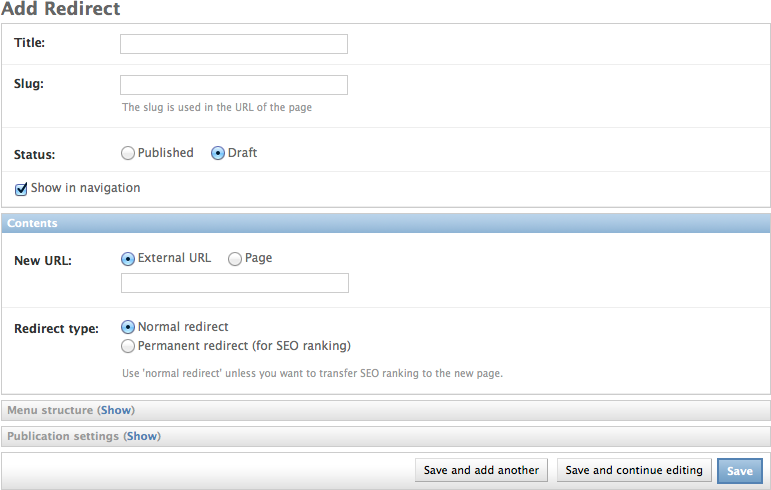 Add Redirect
Title:
Slug:
The slug is used in the URL of the page
Status: Published Draft
Show in navigation
Contents
New URL: External URL Page
Redirect type: Normal redirect
Permanent redirect (for SEO ranking)
Use 'normal redirect' unless you want to transfer SEO ranking to the new page.
Menu structure (Show)
Publication settings (Show)
Save and add another Save and continue editing Save